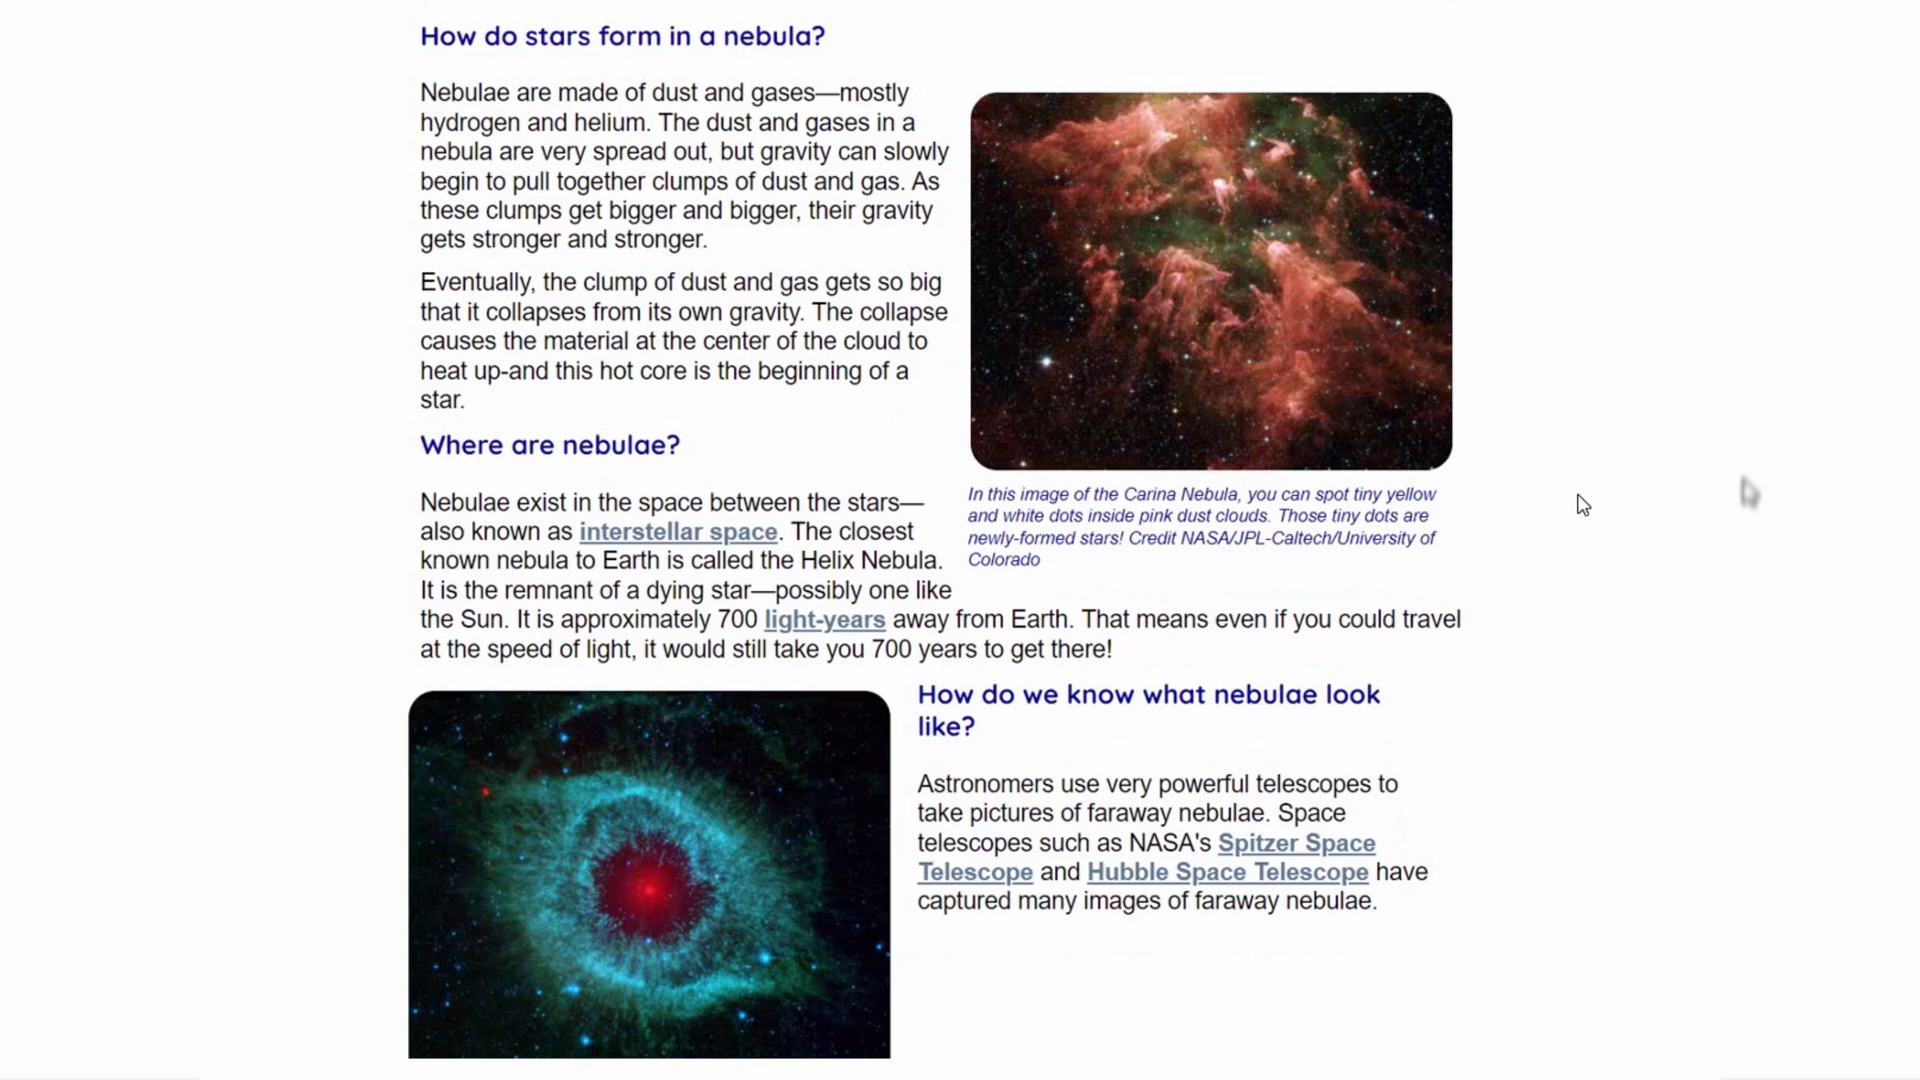 How do stars form in a nebula?
Nebulae are made of dust and gases—mostly
hydrogen and helium. The dust and gases in a
nebula are very spread out, but gravity can slowly
begin to pull together clumps of dust and gas. As
these clumps get bigger and bigger, their gravity
gets stronger and stronger.
Eventually, the clump of dust and gas gets so big
that it collapses from its own gravity. The collapse
causes the material at the center of the cloud to
heat up-and this hot core is the beginning of a
star.
In this image of the Carina Nebula, you can spot tiny yellow
and white dots inside pink dust clouds. Those tiny dots are
newly-formed stars! Credit NASA/JPL-Caltech/University of
Colorado
Where are nebulae?
Nebulae exist in the space between the stars—
also known as interstellar space. The closest
known nebula to Earth is called the Helix Nebula.
It is the remnant of a dying star—possibly one like
the Sun. It is approximately 700 light-years away from Earth. That means even if you could travel
at the speed of light, it would still take you 700 years to get there!
How do we know what nebulae look
like?
Astronomers use very powerful telescopes to
take pictures of faraway nebulae. Space
telescopes such as NASA's Spitzer Space
Telescope and Hubble Space Telescope have
captured many images of faraway nebulae.